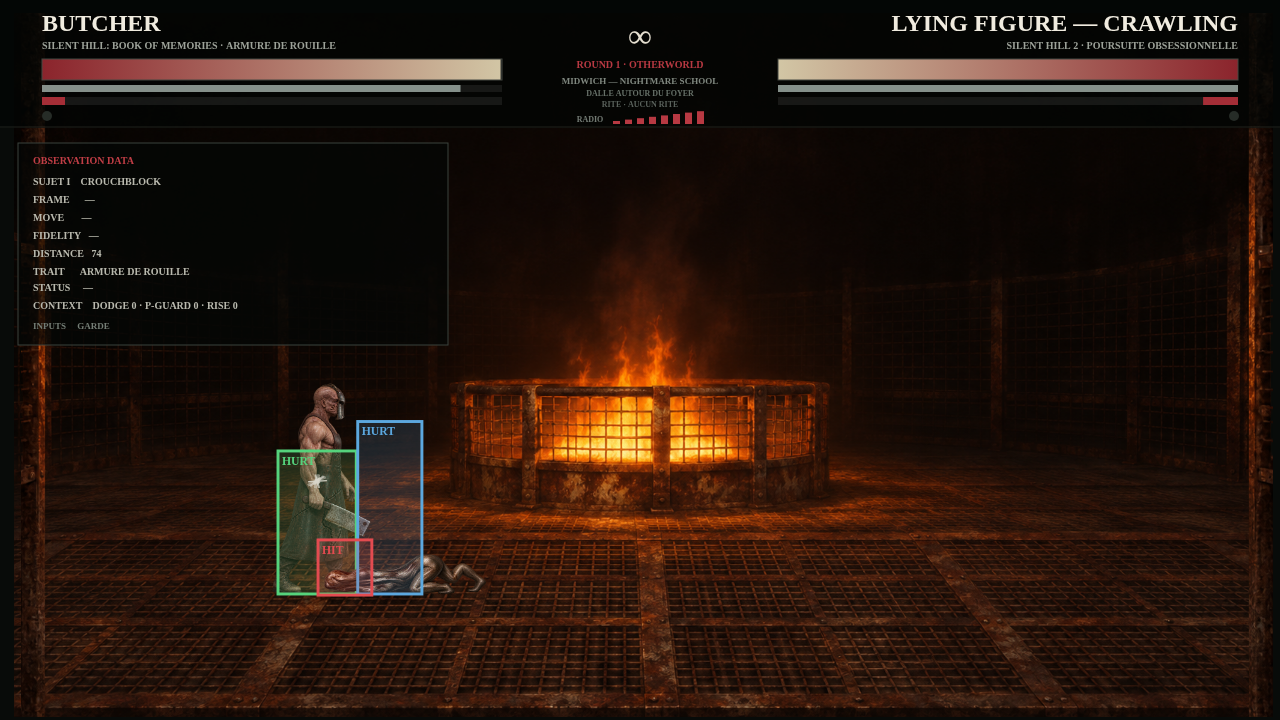 BUTCHER
SILENT HILL: BOOK OF MEMORIES · ARMURE DE ROUILLE
∞
ROUND 1 · OTHERWORLD
MIDWICH — NIGHTMARE SCHOOL
DALLE AUTOUR DU FOYER
RITE · AUCUN RITE
RADIO
LYING FIGURE — CRAWLING
SILENT HILL 2 · POURSUITE OBSESSIONNELLE
OBSERVATION DATA
SUJET I CROUCHBLOCK
FRAME —
MOVE —
FIDELITY —
DISTANCE 74
TRAIT ARMURE DE ROUILLE
STATUS —
CONTEXT DODGE 0 · P-GUARD 0 · RISE 0
INPUTS GARDE
HURT
HURT
HIT